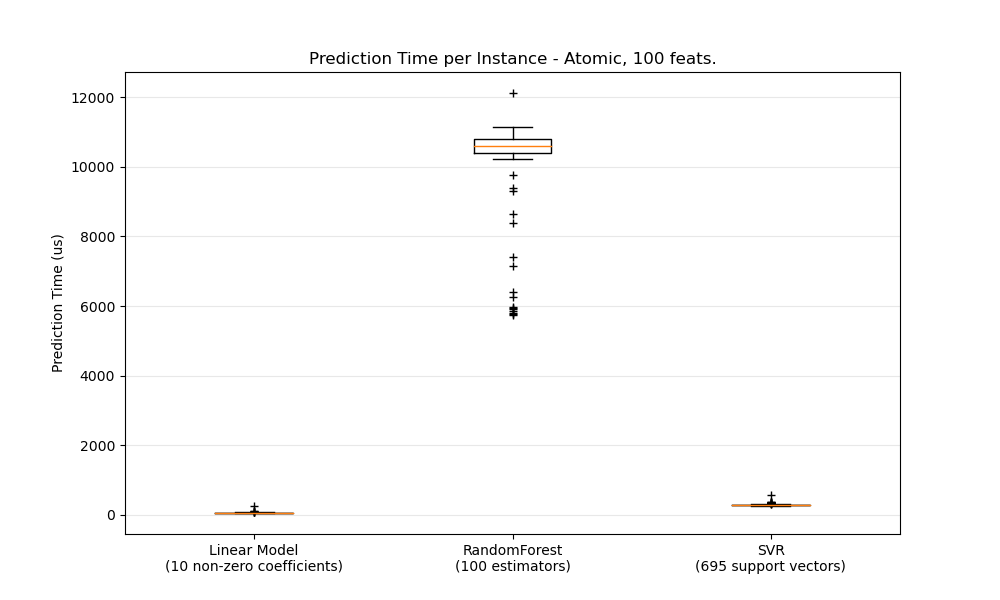 Prediction Time per Instance - Atomic, 100 feats.
Prediction Time (us)
12000
10000
8000
6000
4000
2000
0
Linear Model
(10 non-zero coefficients)
RandomForest
(100 estimators)
SVR
(695 support vectors)